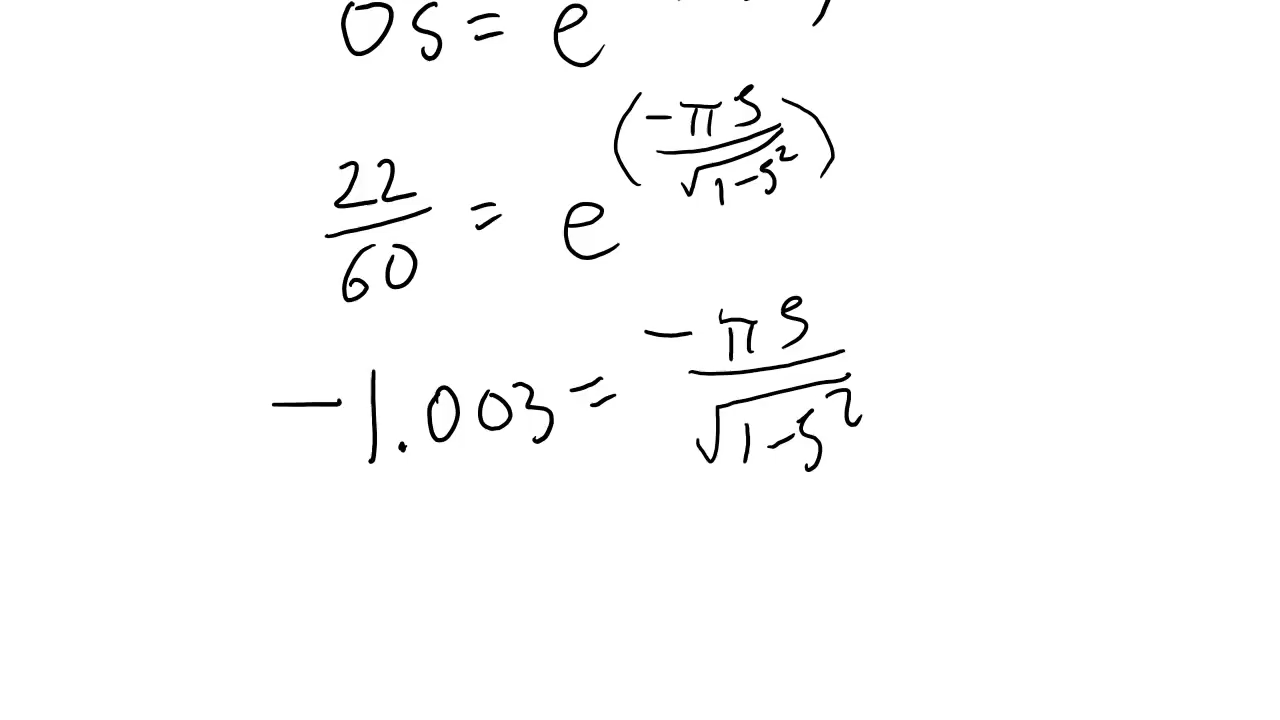 OS = e
22/60 = e^(-πζ/√(1-ζ²))
-1.003 = -πζ/√(1-ζ²)